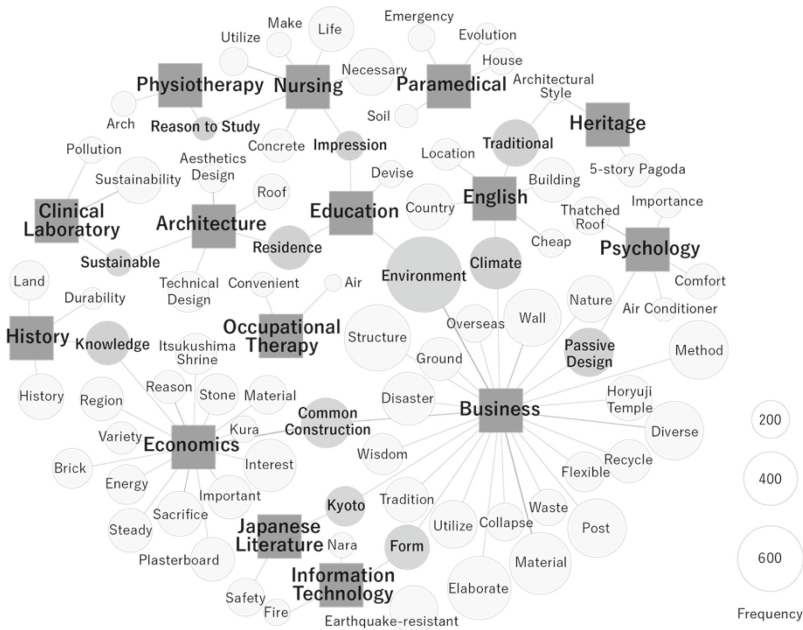 Emergency
Make
Life
Evolution
Utilize
House
Necessary
Physiotherapy
Nursing
Paramedical
Architectural
Style
Arch
Soil
Heritage
Reason to Study
Traditional
Pollution
Concrete
Impression
Aesthetics
Design
Location
5-story Pagoda
Sustainability
Devise
Building
Roof
English
Importance
Clinical
Laboratory
Architecture
Education
Country
Thatched
Roof
Cheap
Psychology
Residence
Sustainable
Environment
Climate
Land
Technical
Design
Convenient
Air
Comfort
Durability
Nature
Air Conditioner
History
Knowledge
Itsukushima
Shrine
Occupational
Therapy
Structure
Overseas
Wall
Passive
Design
Method
Ground
History
Region
Reason
Stone
Material
Disaster
Horyuji
Temple
Common
Construction
Business
Variety
Kura
Diverse
Economics
200
Brick
Interest
Wisdom
Recycle
Energy
Flexible
400
Important
Sacrifice
Tradition
Kyoto
Waste
Steady
Utilize
Collapse
Post
Japanese
Literature
Plasterboard
Nara
Form
600
Material
Information
Technology
Elaborate
Safety
Fire
Earthquake-resistant
Frequency